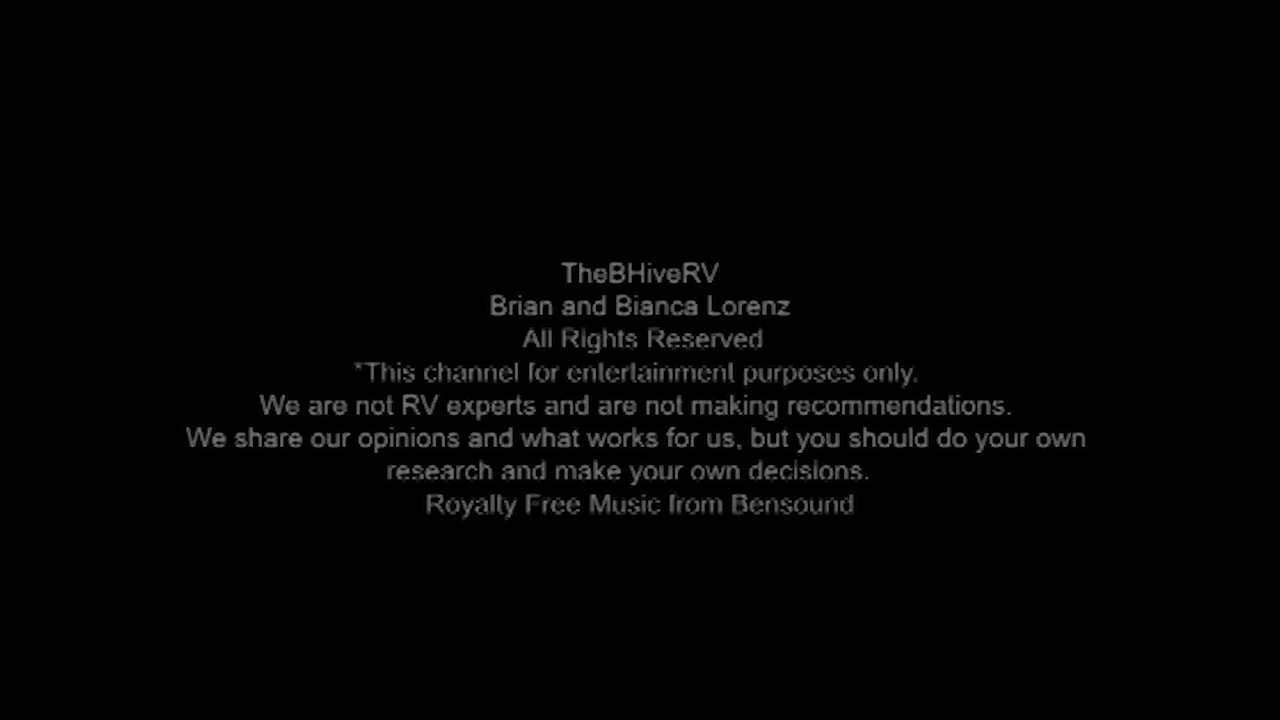 TheBHiveRV
Brian and Bianca Lorenz
All Rights Reserved
*This channel for entertainment purposes only.
We are not RV experts and are not making recommendations.
We share our opinions and what works for us, but you should do your own
research and make your own decisions.
Royalty Free Music from Bensound